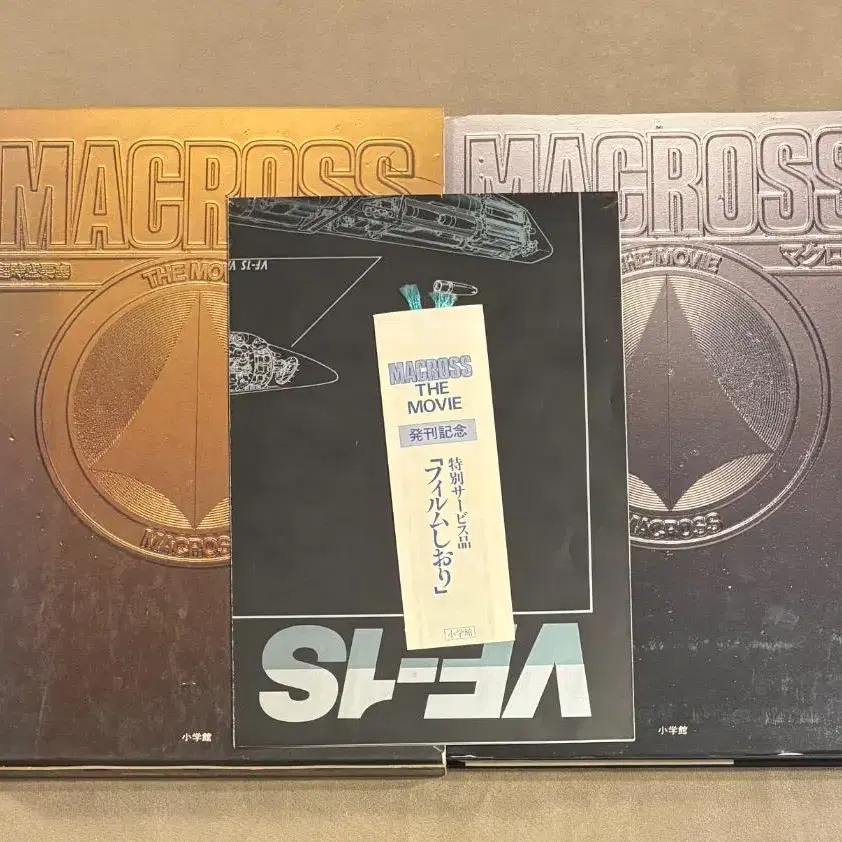 MACROSS
THE MOVIE
MACROSS
小学館
MACROSS
THE MOVIE
マクロ
MACROSS
小学館
VF-1S
MACROSS
THE
MOVIE
発刊記念
特別サービス品
「フィルムしおり」
小学館
VF-1S